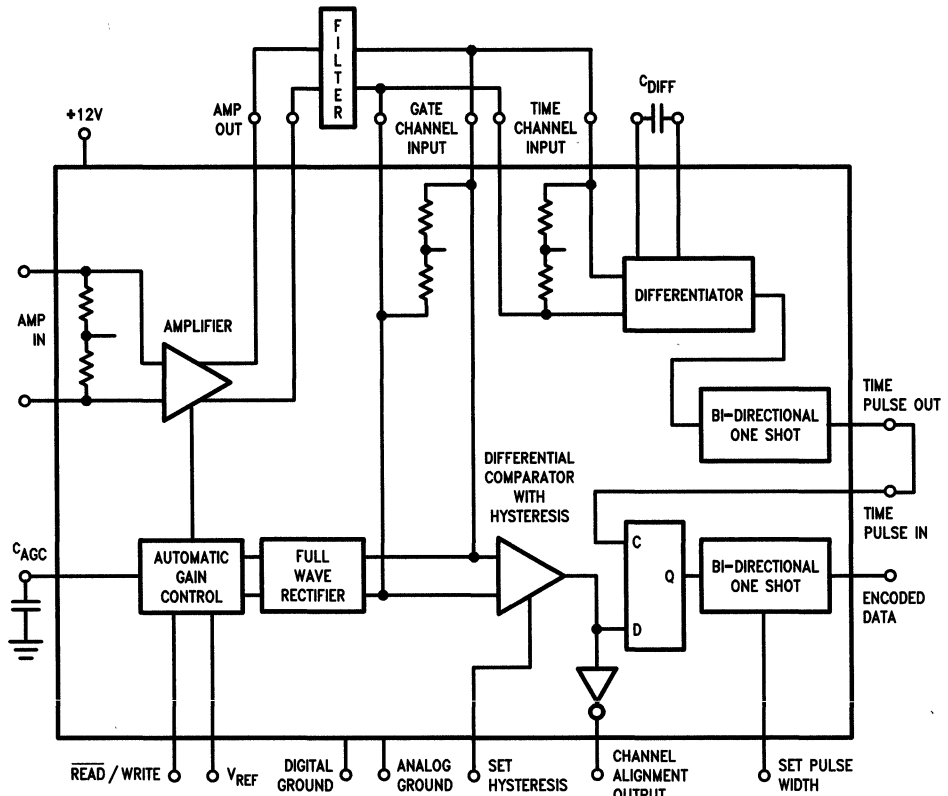 FILTER
+12V
AMP
OUT
GATE
CHANNEL
INPUT
TIME
CHANNEL
INPUT
CDIFF
AMP
IN
AMPLIFIER
DIFFERENTIATOR
BI-DIRECTIONAL
ONE SHOT
TIME
PULSE OUT
DIFFERENTIAL
COMPARATOR
WITH
HYSTERESIS
TIME
PULSE IN
CAGC
AUTOMATIC
GAIN
CONTROL
FULL
WAVE
RECTIFIER
C
Q
D
BI-DIRECTIONAL
ONE SHOT
ENCODED
DATA
READ/WRITE
VREF
DIGITAL
GROUND
ANALOG
GROUND
SET
HYSTERESIS
CHANNEL
ALIGNMENT
OUTPUT
SET PULSE
WIDTH